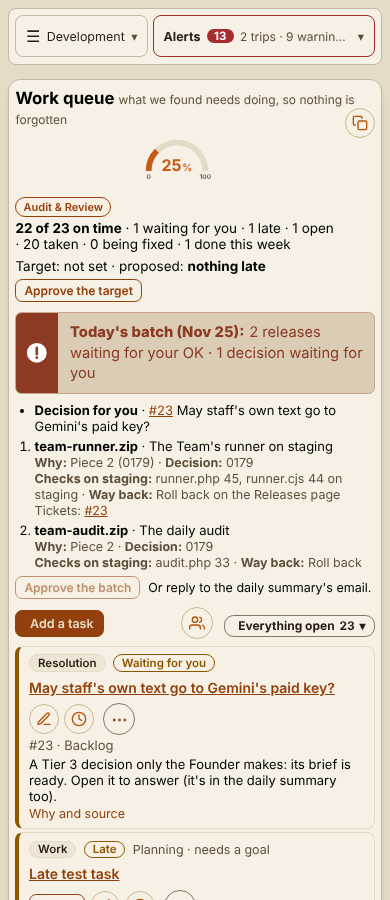 ☰ Development ▾
Alerts 13 2 trips · 9 warnin... ▾
Work queue what we found needs doing, so nothing is
forgotten
25%
0 100
Audit & Review
22 of 23 on time · 1 waiting for you · 1 late · 1 open
· 20 taken · 0 being fixed · 1 done this week
Target: not set · proposed: nothing late
Approve the target
Today's batch (Nov 25): 2 releases
waiting for your OK · 1 decision waiting for
you
• Decision for you · #23 May staff's own text go to
Gemini's paid key?
1. team-runner.zip · The Team's runner on staging
Why: Piece 2 (0179) · Decision: 0179
Checks on staging: runner.php 45, runner.cjs 44 on
staging · Way back: Roll back on the Releases page
Tickets: #23
2. team-audit.zip · The daily audit
Why: Piece 2 · Decision: 0179
Checks on staging: audit.php 33 · Way back: Roll back
Approve the batch Or reply to the daily summary's email.
Add a task
Everything open 23 ▾
Resolution Waiting for you
May staff's own text go to Gemini's paid key?
#23 · Backlog
A Tier 3 decision only the Founder makes: its brief is
ready. Open it to answer (it's in the daily summary
too).
Why and source
Work Late Planning · needs a goal
Late test task